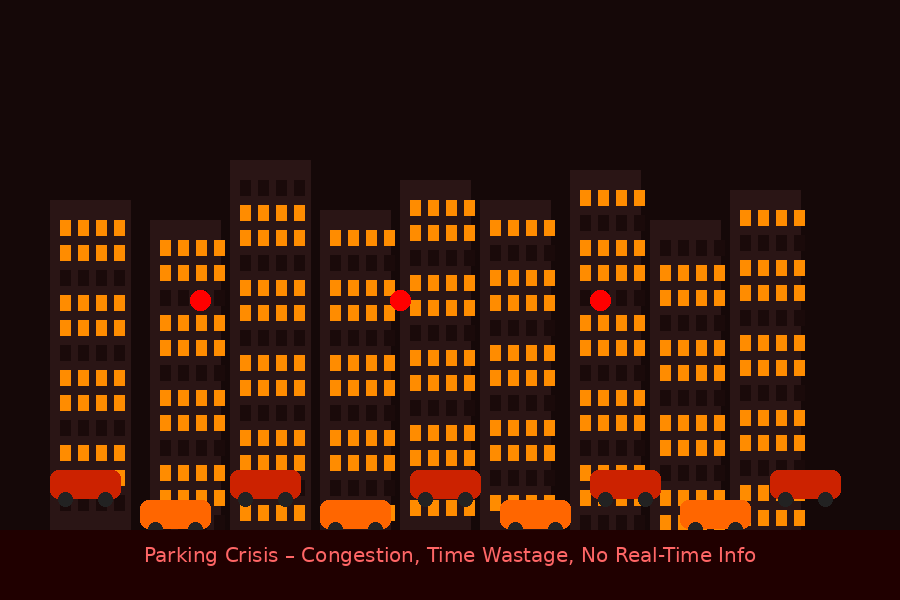 Parking Crisis – Congestion, Time Wastage, No Real-Time Info